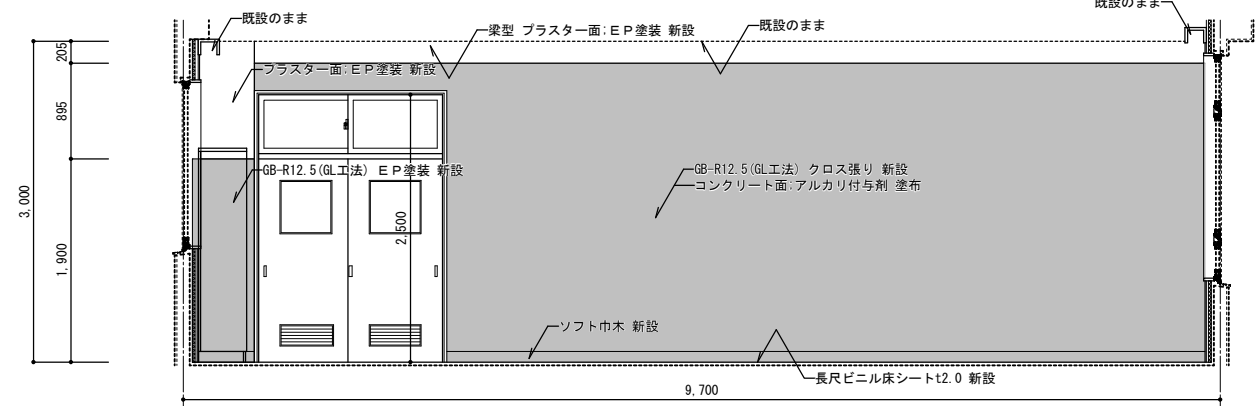 既設のまま
既設のまま
梁型 プラスター面;ＥＰ塗装 新設
既設のまま
プラスター面;ＥＰ塗装 新設
205
895
3,000
1,900
GB-R12.5(GL工法) ＥＰ塗装 新設
2,500
GB-R12.5(GL工法) クロス張り 新設
コンクリート面;アルカリ付与剤 塗布
ソフト巾木 新設
長尺ビニル床シートt2.0 新設
9,700